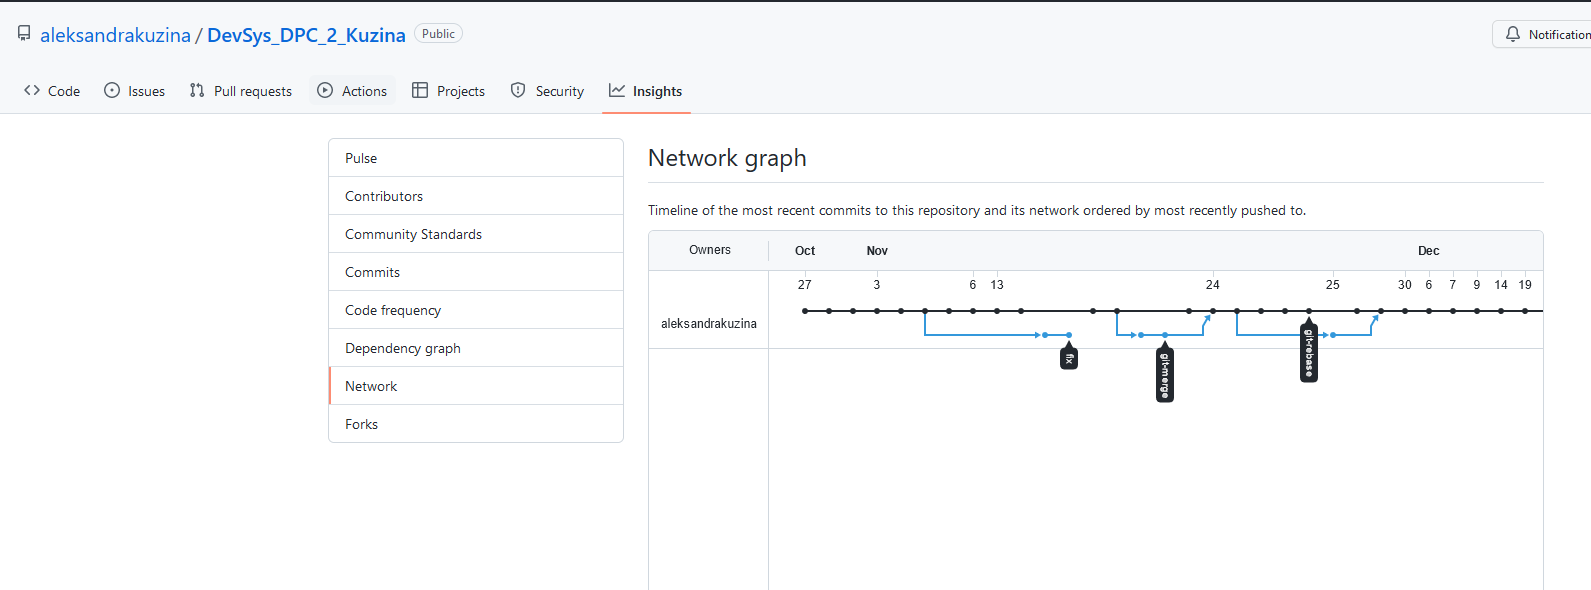 aleksandrakuzina / DevSys_DPC_2_Kuzina Public
Notification
Code Issues Pull requests Actions Projects Security Insights
Pulse
Contributors
Community Standards
Commits
Code frequency
Dependency graph
Network
Forks
Network graph
Timeline of the most recent commits to this repository and its network ordered by most recently pushed to.
Owners Oct Nov Dec
27 3 6 13 24 25 30 6 7 9 14 19
aleksandrakuzina
fix
git-merge
git-rebase